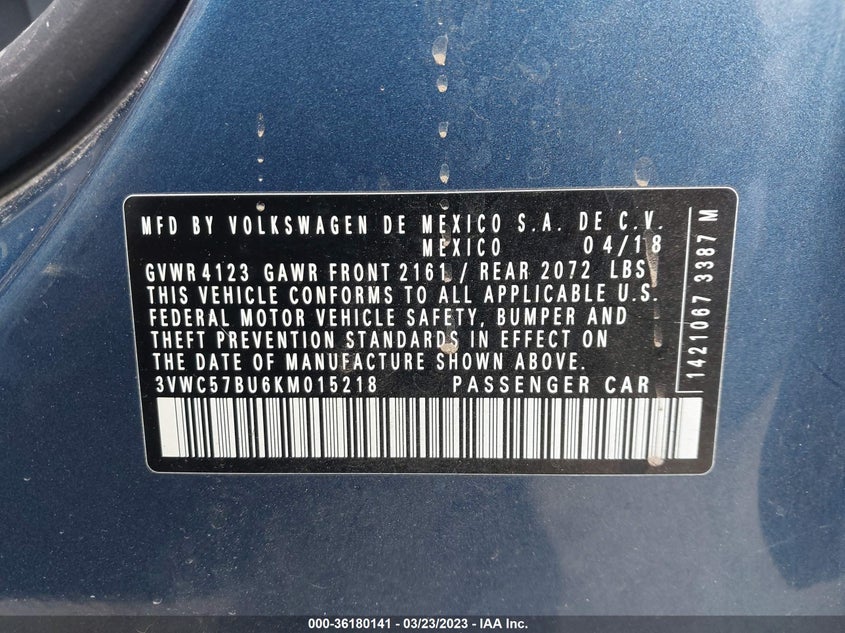 MFD BY VOLKSWAGEN DE MEXICO S.A. DE C.V.
MEXICO 04/18
GVWR 4123 GAWR FRONT 2161 / REAR 2072 LBS
THIS VEHICLE CONFORMS TO ALL APPLICABLE U.S.
FEDERAL MOTOR VEHICLE SAFETY, BUMPER AND
THEFT PREVENTION STANDARDS IN EFFECT ON
THE DATE OF MANUFACTURE SHOWN ABOVE.
3VWC57BU6KM015218 PASSENGER CAR
1421067 3387 M
000-36180141 - 03/23/2023 - IAA Inc.